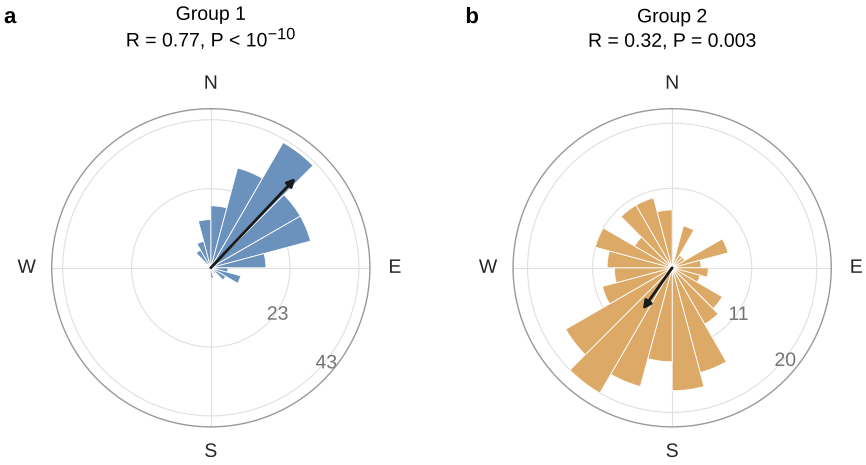 a
Group 1
R = 0.77, P < 10⁻¹⁰
N
W
E
23
43
S
b
Group 2
R = 0.32, P = 0.003
N
W
E
11
20
S